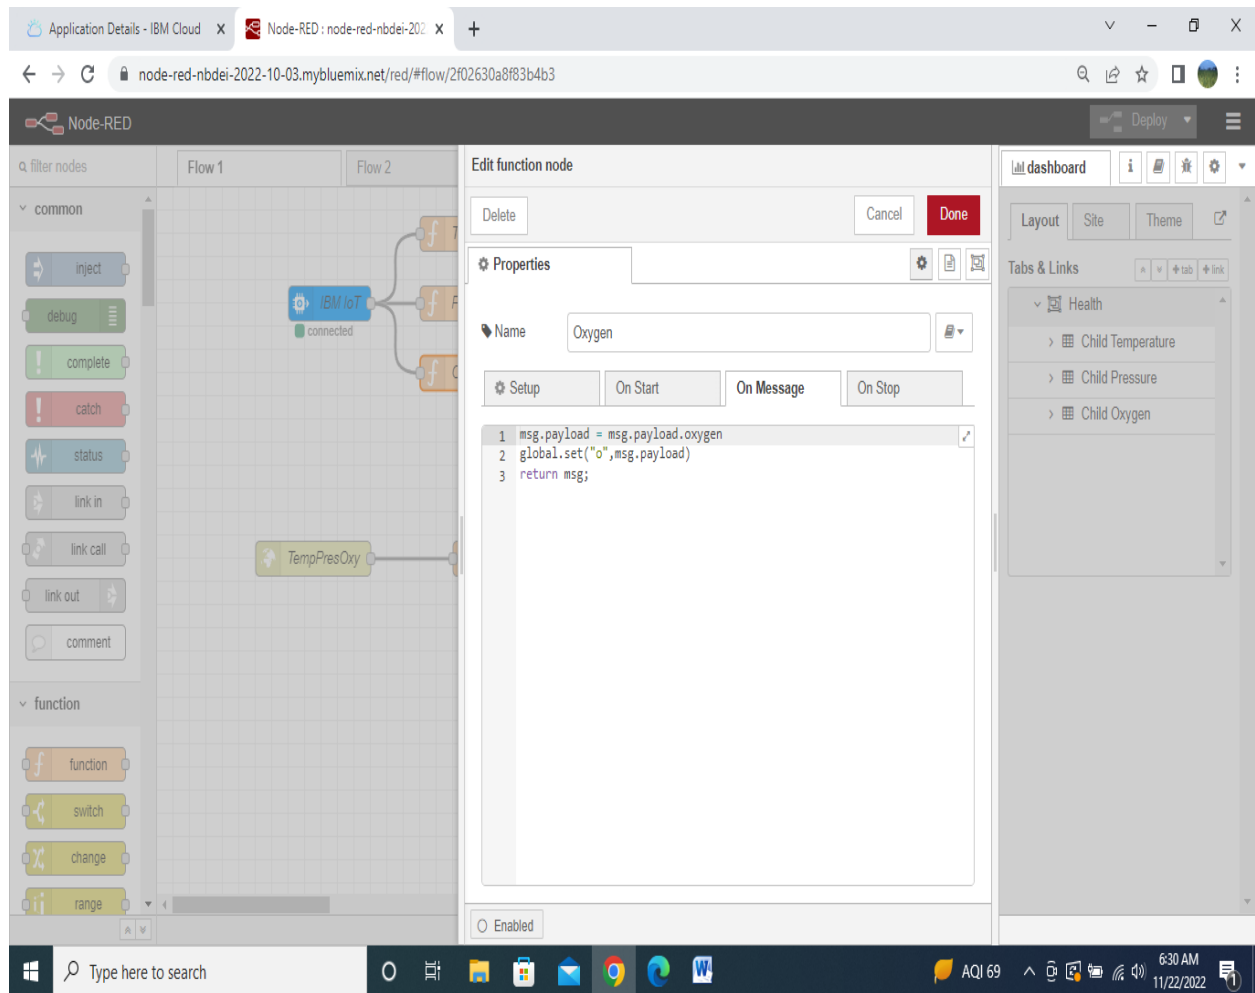 Application Details - IBM Cloud
Node-RED : node-red-nbdei-202
node-red-nbdei-2022-10-03.mybluemix.net/red/#flow/2f02630a8f83b4b3
Node-RED
Deploy
filter nodes
Flow 1
Flow 2
Edit function node
dashboard
common
Delete
Cancel
Done
Layout
Site
Theme
inject
Properties
Tabs & Links
tab
link
debug
IBM IoT
connected
Name
Oxygen
Health
complete
Child Temperature
catch
Setup
On Start
On Message
On Stop
Child Pressure
status
Child Oxygen
1 msg.payload = msg.payload.oxygen
2 global.set("o",msg.payload)
3 return msg;
link in
link call
TempPresOxy
link out
comment
function
function
switch
change
range
Enabled
Type here to search
AQI 69
6:30 AM
11/22/2022
1